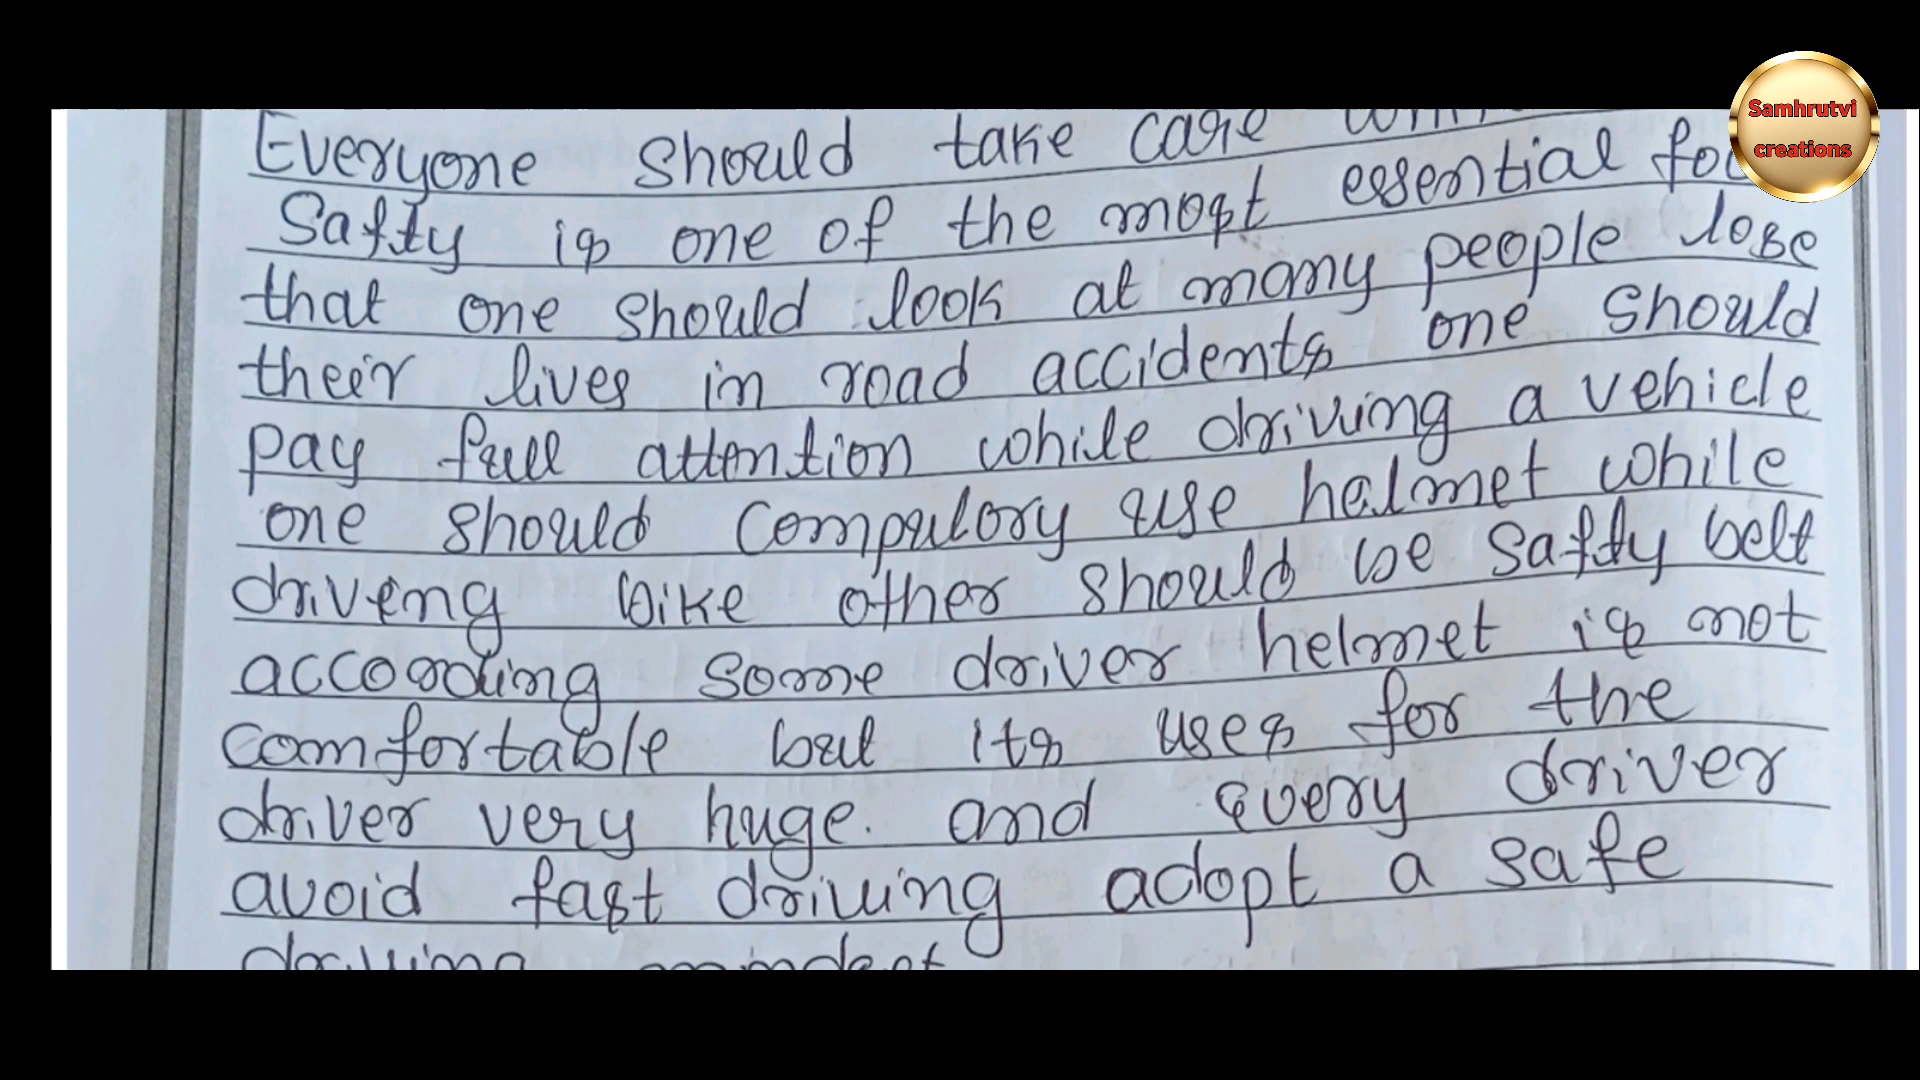 Everyone should take care
Safty is one of the most essential
that one should look at many people lose
their lives in road accidents one should
pay full attention while driving a vehicle
one should compulory use halmet while
driveng bike other should be safty belt
according some driver helmet is not
comfortable but its uses for the
driver very huge. and every driver
avoid fast driving adopt a safe
Samhrutvi
creations